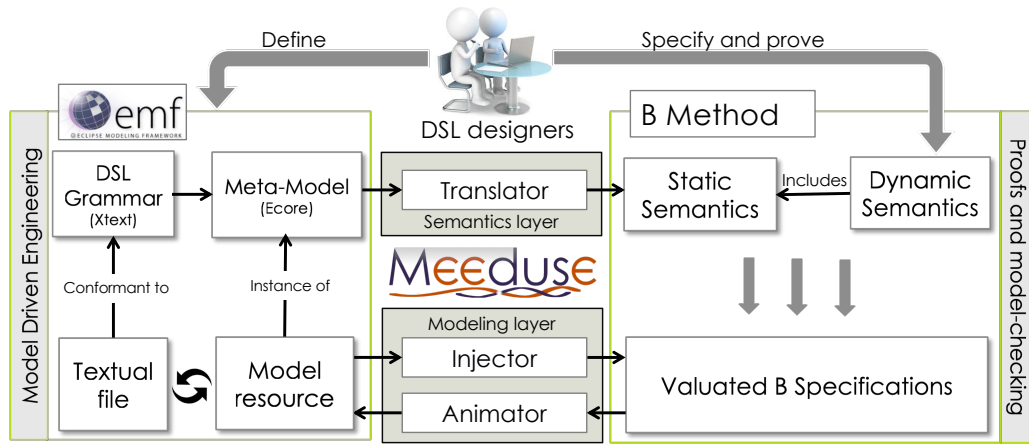 Define
Specify and prove
emf
ECLIPSE MODELING FRAMEWORK
DSL designers
B Method
Model Driven Engineering
Proofs and model-checking
DSL
Grammar
(Xtext)
Meta-Model
(Ecore)
Translator
Semantics layer
Static
Semantics
Includes
Dynamic
Semantics
Meeduse
Conformant to
Instance of
Modeling layer
Textual
file
Model
resource
Injector
Animator
Valuated B Specifications